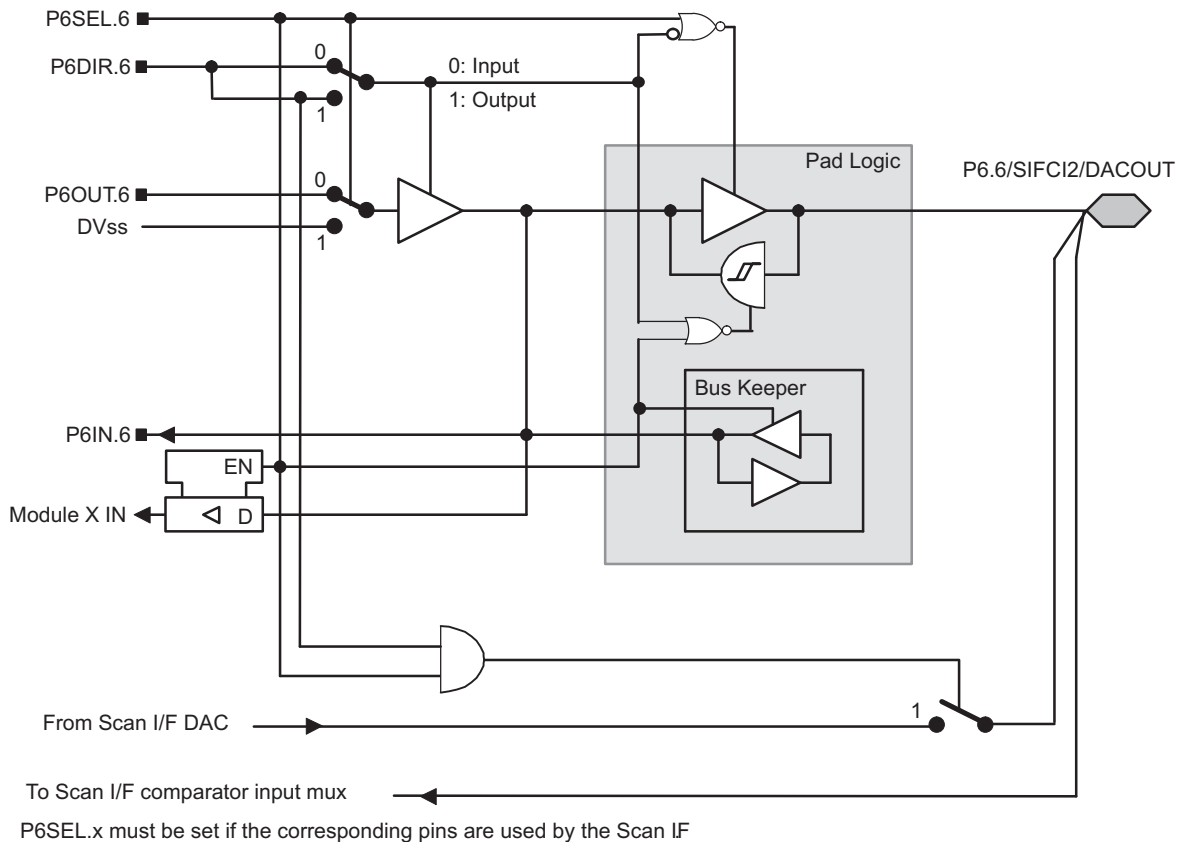 P6SEL.6
P6DIR.6
0
1
0: Input
1: Output
P6OUT.6
DVss
0
1
Pad Logic
P6.6/SIFCI2/DACOUT
Bus Keeper
P6IN.6
EN
D
Module X IN
From Scan I/F DAC
1
To Scan I/F comparator input mux
P6SEL.x must be set if the corresponding pins are used by the Scan IF